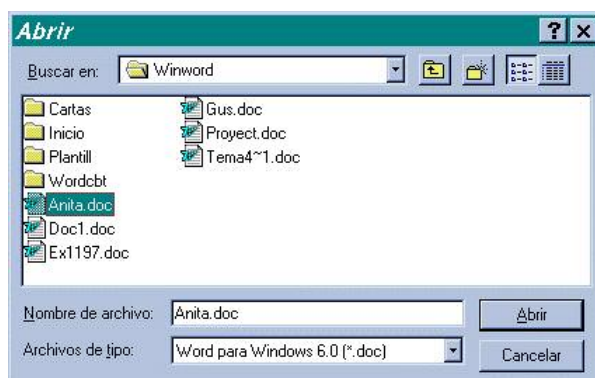 Abrir
Buscar en: Winword
Cartas
Inicio
Plantill
Wordcbt
Anita.doc
Doc1.doc
Ex1197.doc
Gus.doc
Proyect.doc
Tema4~1.doc
Nombre de archivo: Anita.doc Abrir
Archivos de tipo: Word para Windows 6.0 (*.doc) Cancelar